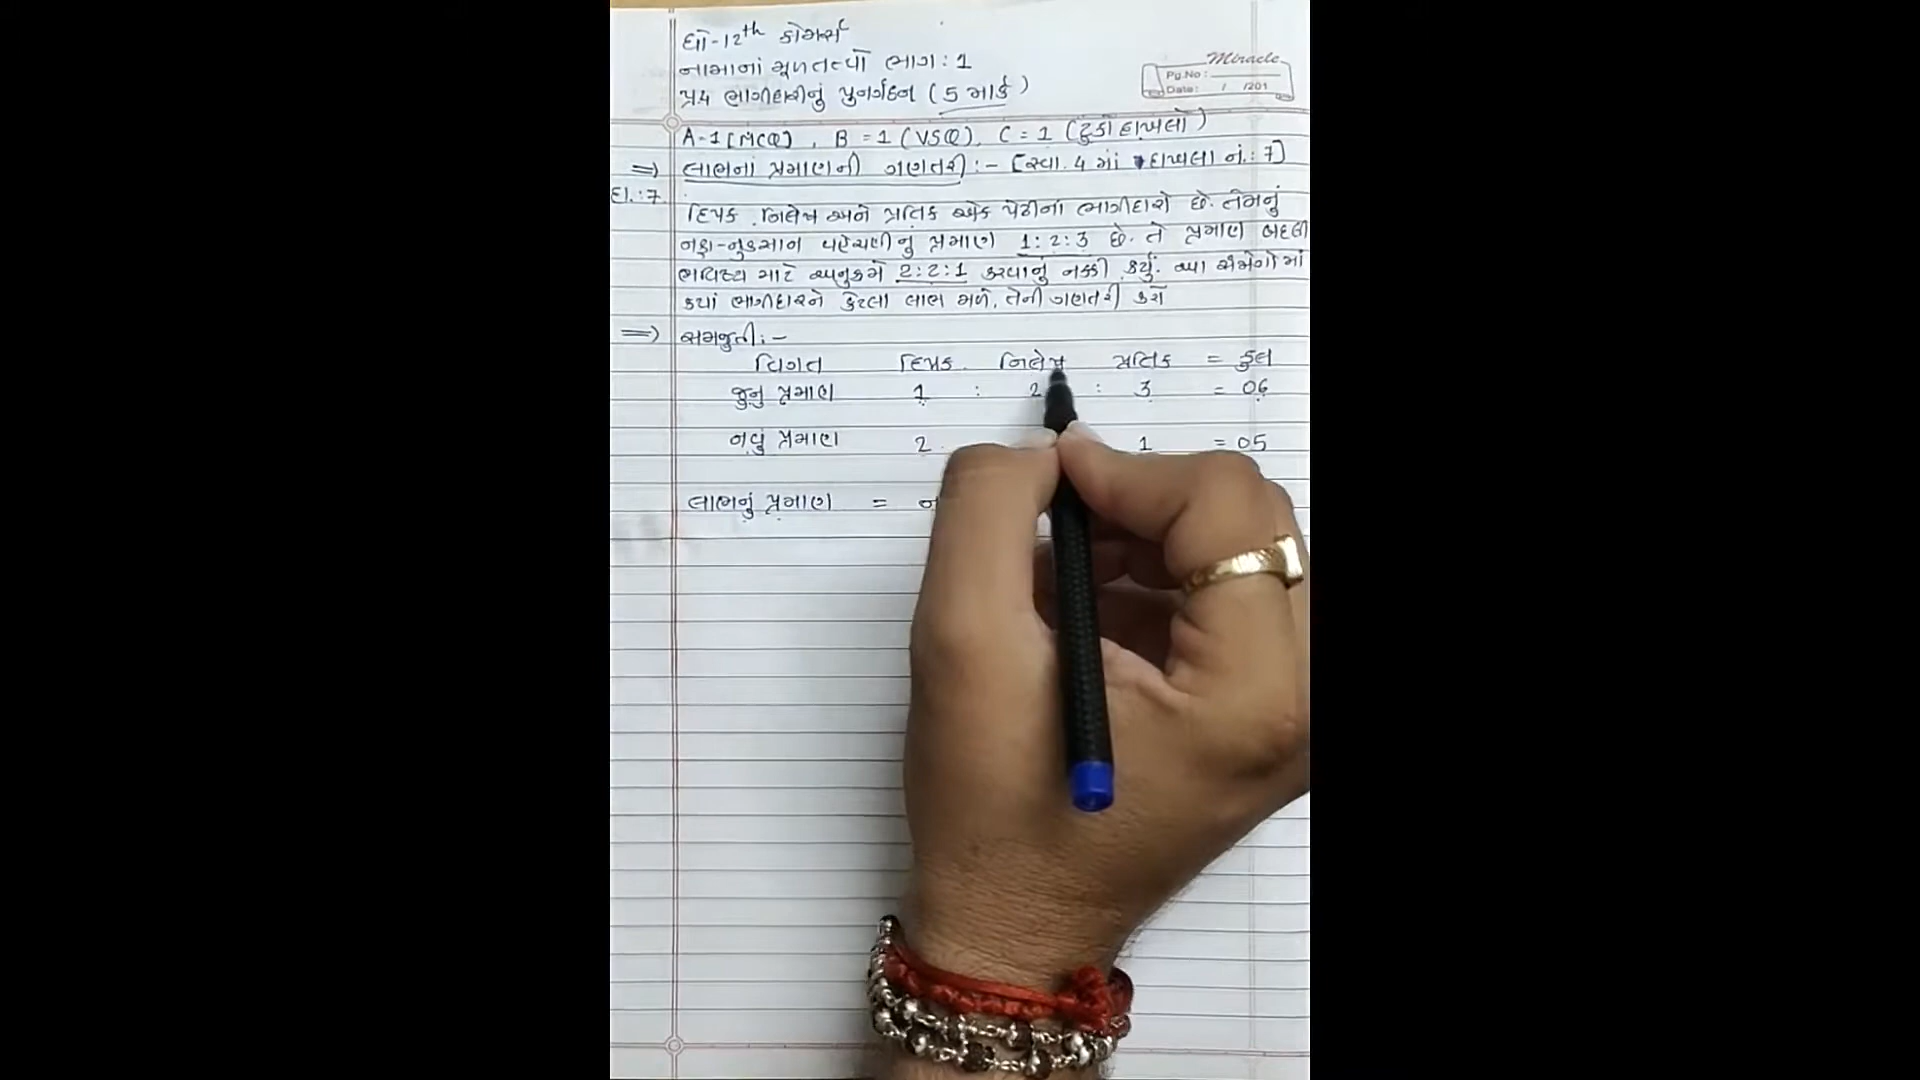 ધો-12th કોમર્સ
નામાનાં મૂળતત્વો ભાગ : 1
પ્ર.4 ભાગીદારીનું પુનર્ગઠન (5 માર્ક)
Miracle
Pg.No :
Date : / /201
A-1 [MCQ] , B = 1 (VSQ), C = 1 (ટુંકો દાખલો)
=> લાભનાં પ્રમાણની ગણતરી :- [સ્વા. 4 માં દાખલા નં. : 7]
દા. : 7
દિપક, નિલેષ અને પ્રતિક એક પેઢીનાં ભાગીદારો છે. તેમનું
નફા-નુકસાન વહેંચણીનું પ્રમાણ 1 : 2 : 3 છે. તે પ્રમાણ બદલી
ભવિષ્ય માટે અનુક્રમે 2 : 2 : 1 કરવાનું નક્કી કર્યું. આ સંજોગોમાં
કયાં ભાગીદારને કેટલા લાભ મળે, તેની ગણતરી કરો
=> સમજુતી :-
વિગત દિપક નિલેષ પ્રતિક = કુલ
જુનુ પ્રમાણ 1 : 2 : 3 = 06
નવું પ્રમાણ 2 1 = 05
લાભનું પ્રમાણ = ન